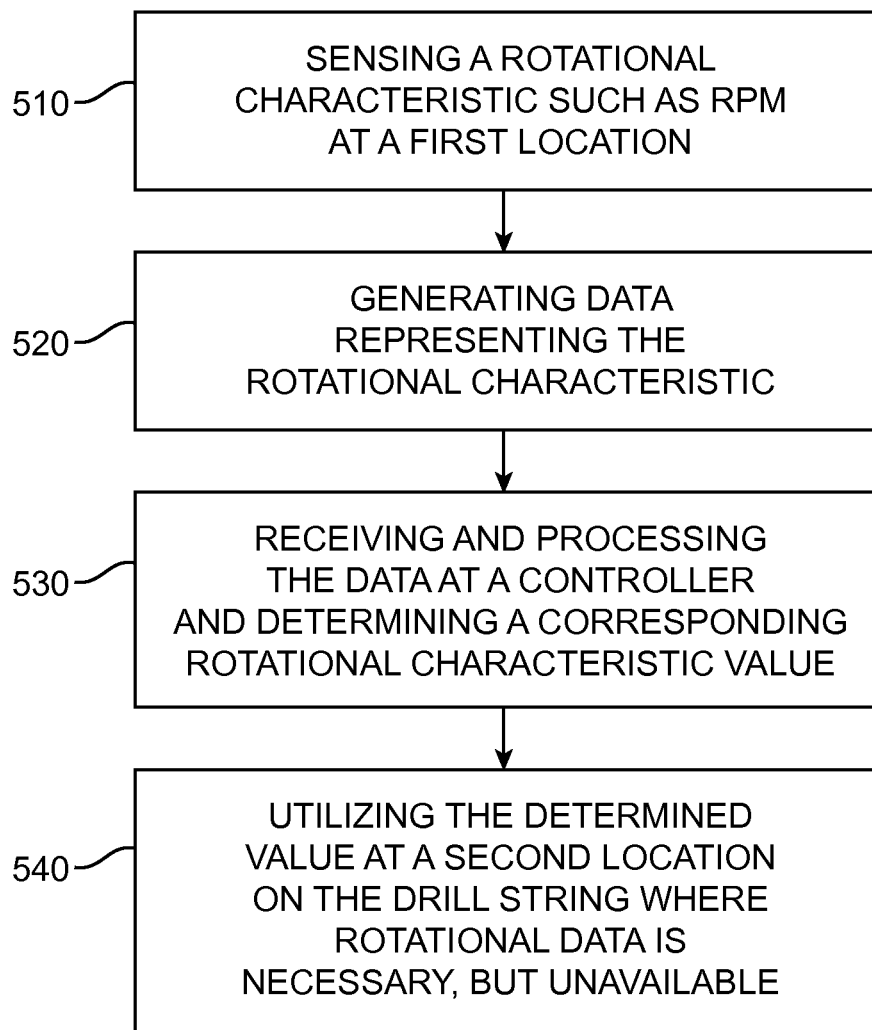 510
SENSING A ROTATIONAL
CHARACTERISTIC SUCH AS RPM
AT A FIRST LOCATION
520
GENERATING DATA
REPRESENTING THE
ROTATIONAL CHARACTERISTIC
530
RECEIVING AND PROCESSING
THE DATA AT A CONTROLLER
AND DETERMINING A CORRESPONDING
ROTATIONAL CHARACTERISTIC VALUE
540
UTILIZING THE DETERMINED
VALUE AT A SECOND LOCATION
ON THE DRILL STRING WHERE
ROTATIONAL DATA IS
NECESSARY, BUT UNAVAILABLE